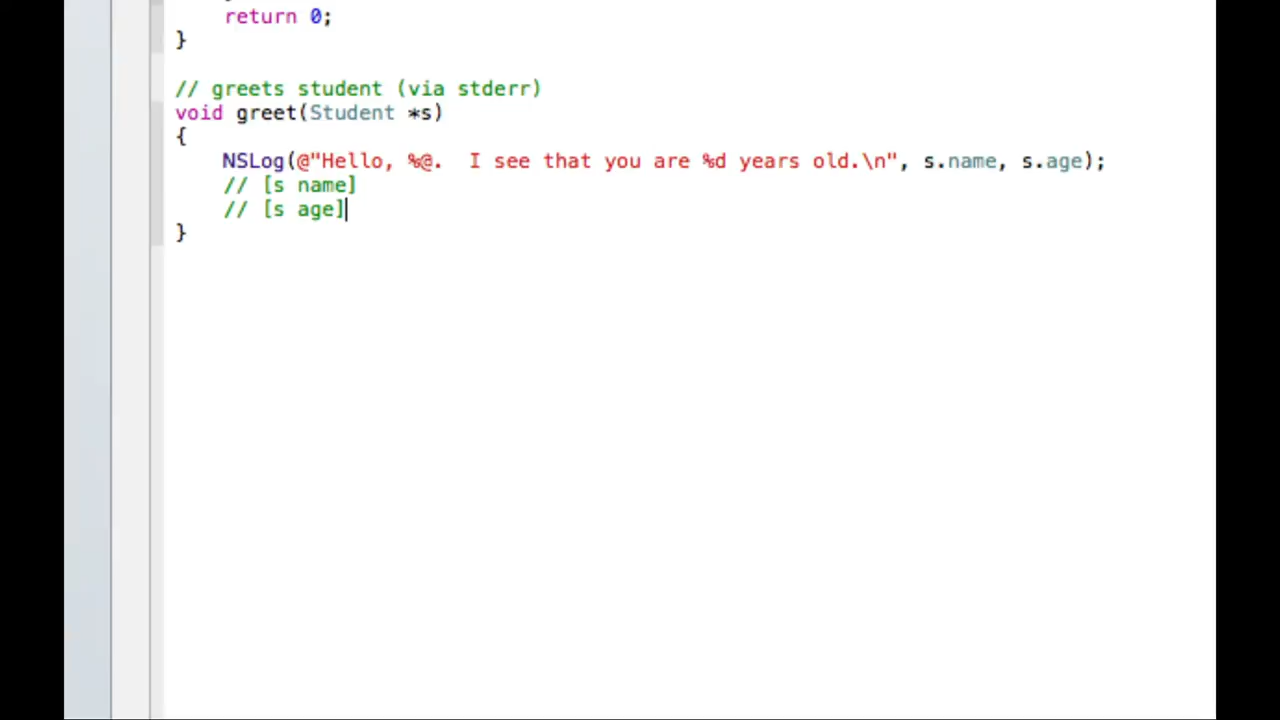 return 0;
}
// greets student (via stderr)
void greet(Student *s)
{
NSLog(@"Hello, %@.  I see that you are %d years old.\n", s.name, s.age);
// [s name]
// [s age]
}